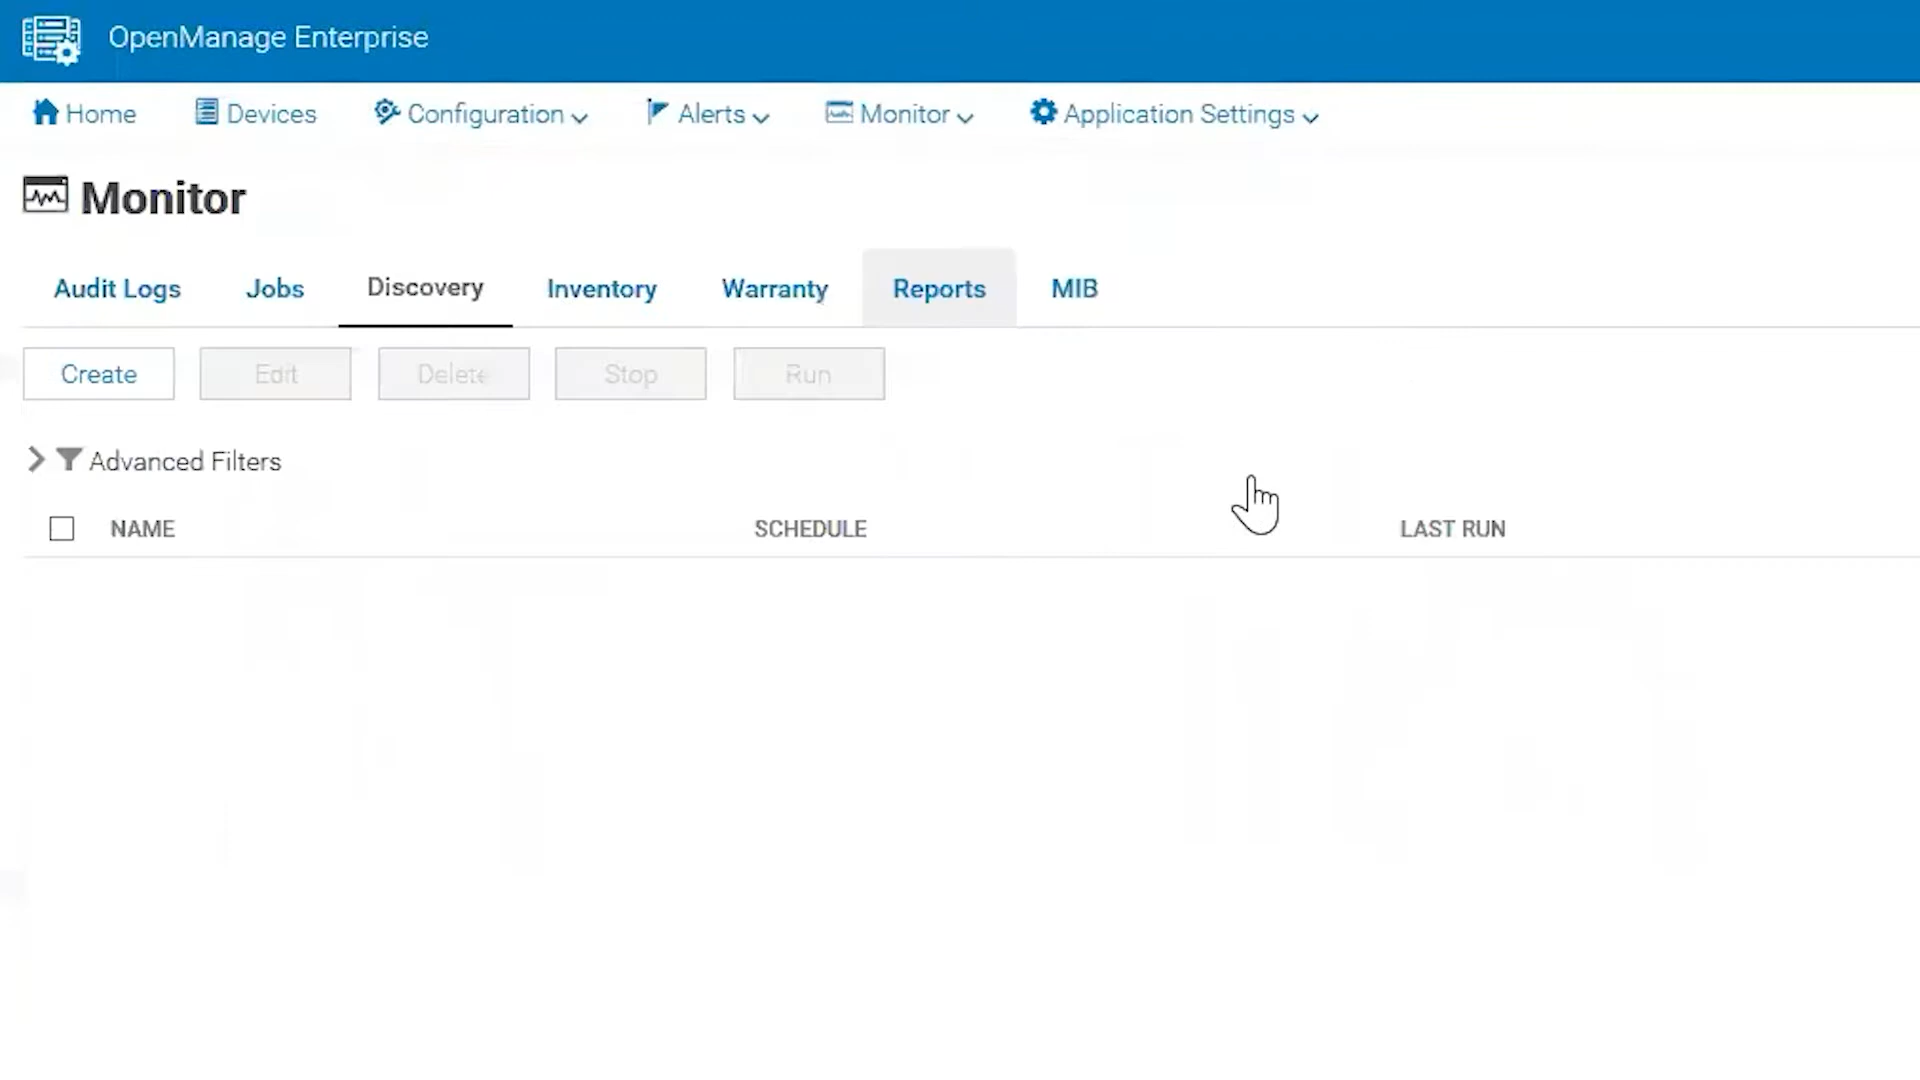 OpenManage Enterprise
Home Devices Configuration Alerts Monitor Application Settings
Monitor
Audit Logs Jobs Discovery Inventory Warranty Reports MIB
Create Edit Delete Stop Run
Advanced Filters
NAME SCHEDULE LAST RUN